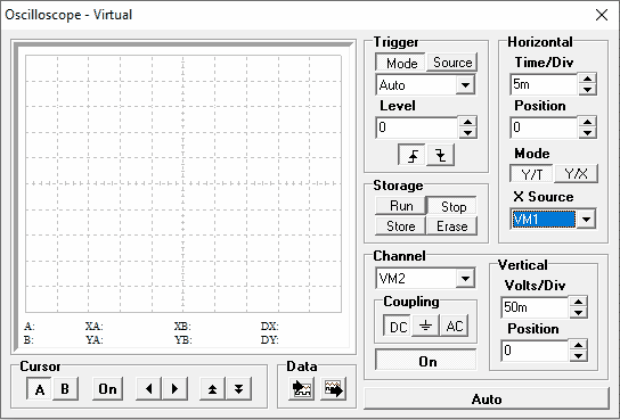 Oscilloscope - Virtual
Trigger
Mode Source
Auto
Level
0
Storage
Run Stop
Store Erase
Horizontal
Time/Div
5m
Position
0
Mode
Y/T Y/X
X Source
VM1
Channel
VM2
Coupling
DC AC
On
Vertical
Volts/Div
50m
Position
0
Auto
A: XA: XB: DX:
B: YA: YB: DY:
Cursor
A B On
Data